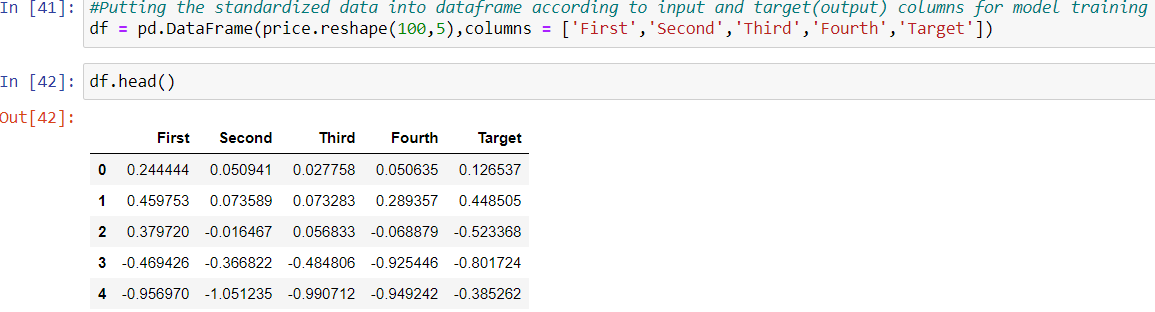 In [41]: #Putting the standardized data into dataframe according to input and target(output) columns for model training
df = pd.DataFrame(price.reshape(100,5),columns = ['First','Second','Third','Fourth','Target'])
In [42]: df.head()
Out[42]:
First Second Third Fourth Target
0 0.244444 0.050941 0.027758 0.050635 0.126537
1 0.459753 0.073589 0.073283 0.289357 0.448505
2 0.379720 -0.016467 0.056833 -0.068879 -0.523368
3 -0.469426 -0.366822 -0.484806 -0.925446 -0.801724
4 -0.956970 -1.051235 -0.990712 -0.949242 -0.385262